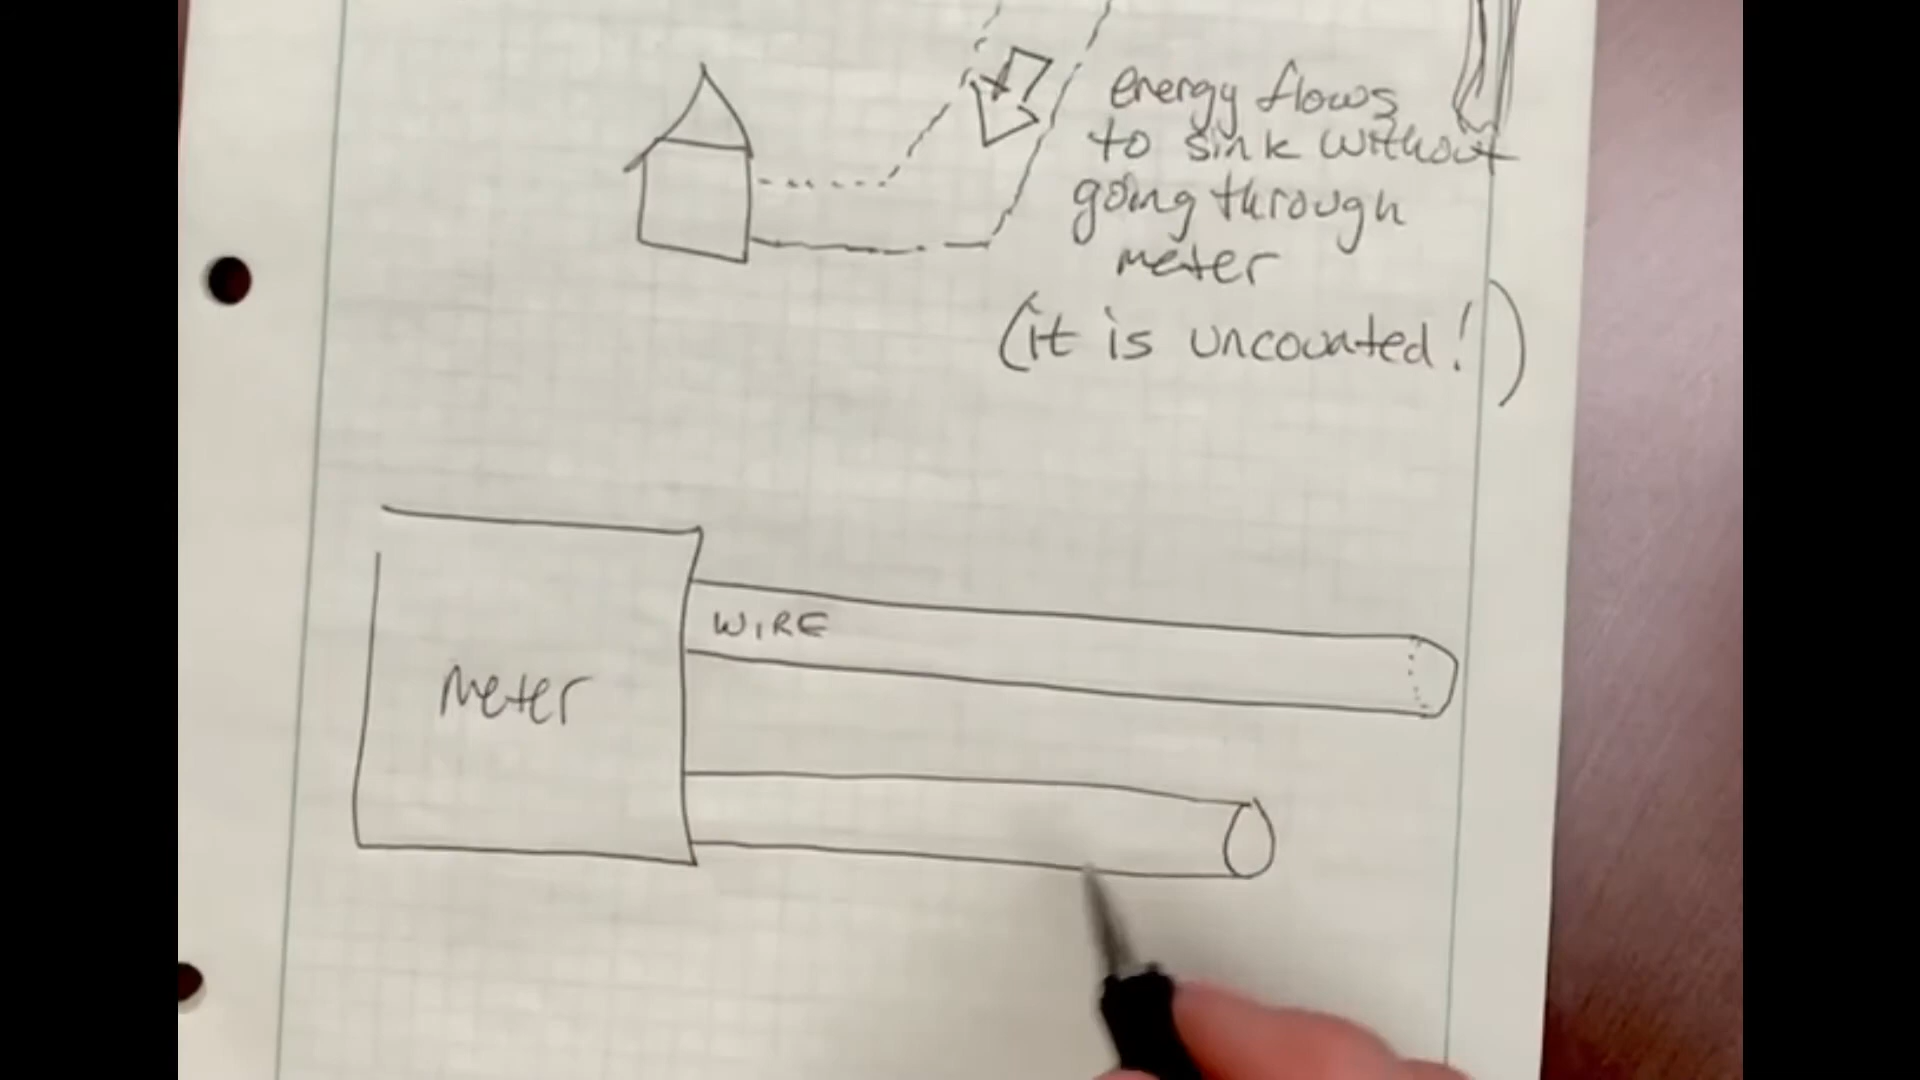 energy flows
to sink without
going through
meter
(it is uncounted!)
WIRE
Meter